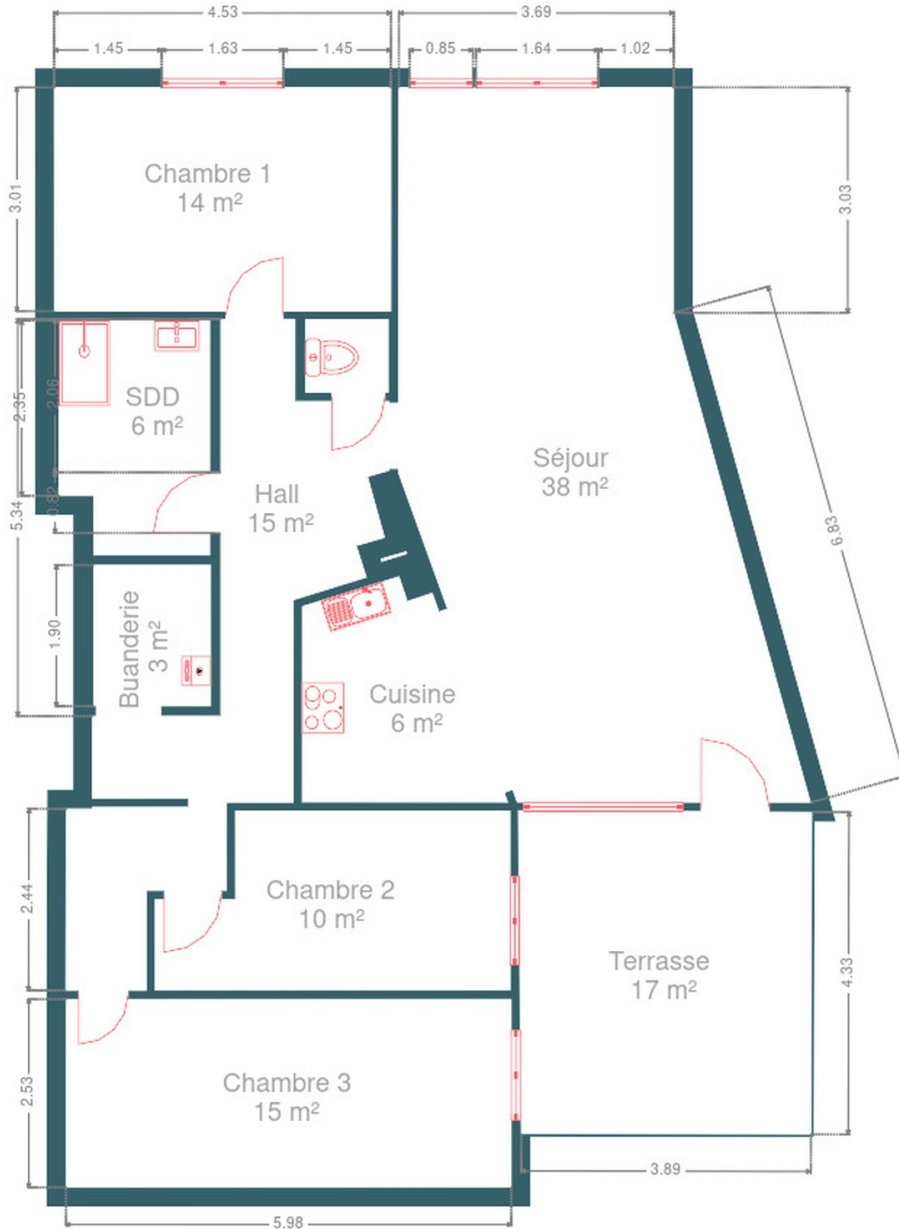 4.53
3.69
1.45
1.63
1.45
0.85
1.64
1.02
Chambre 1
14 m²
3.01
3.03
SDD
6 m²
2.35
2.06
0.82
5.34
Hall
15 m²
Séjour
38 m²
6.83
Buanderie
3 m²
1.90
Cuisine
6 m²
2.44
Chambre 2
10 m²
Terrasse
17 m²
4.33
2.53
Chambre 3
15 m²
3.89
5.98